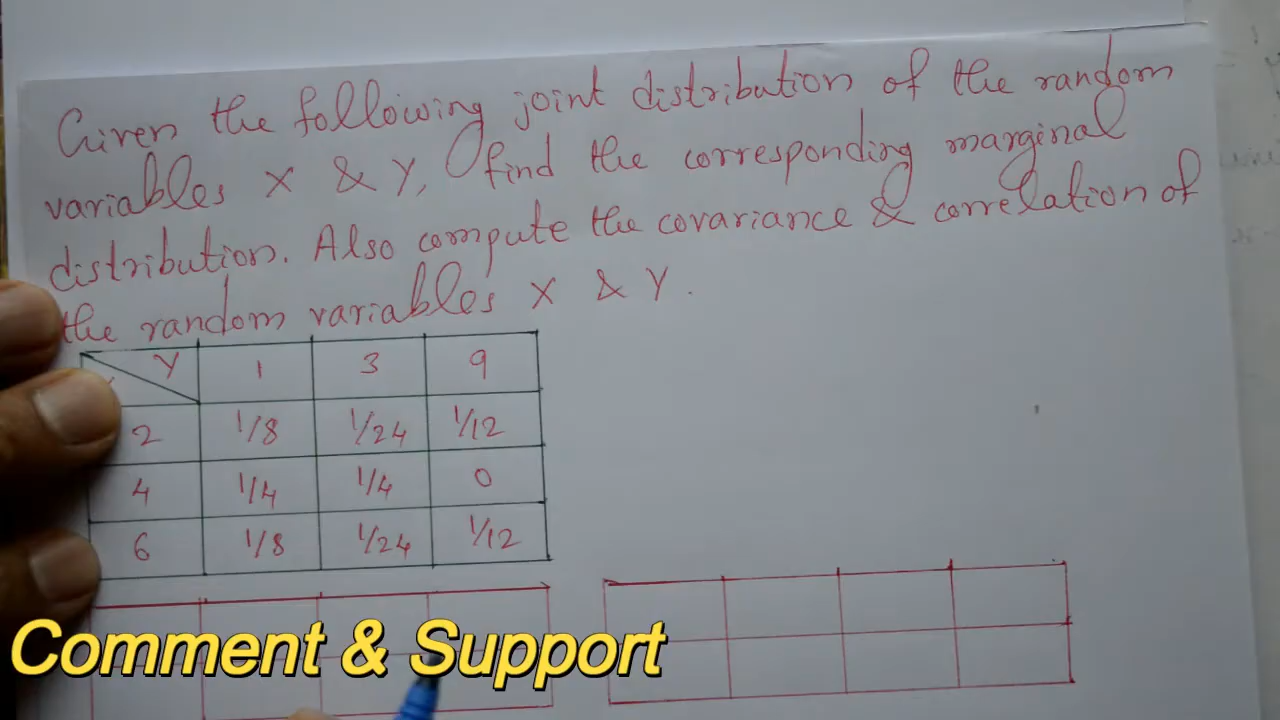 Given the following joint distribution of the random
variables X & Y, find the corresponding marginal
distribution. Also compute the covariance & correlation of
the random variables X & Y.
Y 1 3 9
2 1/8 1/24 1/12
4 1/4 1/4 0
6 1/8 1/24 1/12
Comment & Support